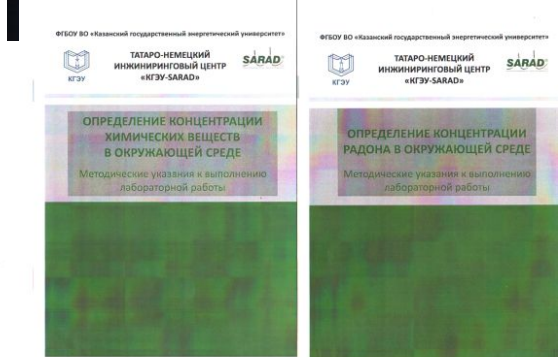 ФГБОУ ВО «Казанский государственный энергетический университет»
КГЭУ
ТАТАРО-НЕМЕЦКИЙ
ИНЖИНИРИНГОВЫЙ ЦЕНТР
«КГЭУ-SARAD»
SARAD
ОПРЕДЕЛЕНИЕ КОНЦЕНТРАЦИИ
ХИМИЧЕСКИХ ВЕЩЕСТВ
В ОКРУЖАЮЩЕЙ СРЕДЕ
Методические указания к выполнению
лабораторной работы
ФГБОУ ВО «Казанский государственный энергетический университет»
КГЭУ
ТАТАРО-НЕМЕЦКИЙ
ИНЖИНИРИНГОВЫЙ ЦЕНТР
«КГЭУ-SARAD»
SARAD
ОПРЕДЕЛЕНИЕ КОНЦЕНТРАЦИИ
РАДОНА В ОКРУЖАЮЩЕЙ СРЕДЕ
Методические указания к выполнению
лабораторной работы